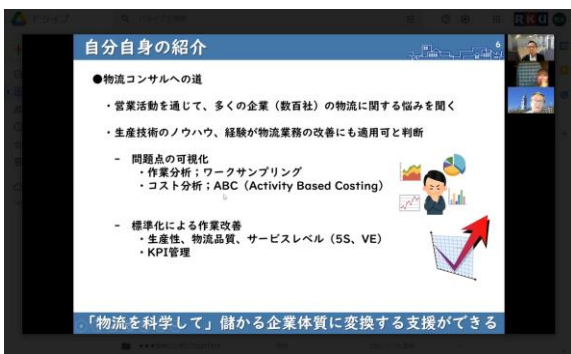 ドライブ
RKU
自分自身の紹介
6
●物流コンサルへの道
・営業活動を通じて、多くの企業（数百社）の物流に関する悩みを聞く
・生産技術のノウハウ、経験が物流業務の改善にも適用可と判断
－ 問題点の可視化
・作業分析；ワークサンプリング
・コスト分析；ABC（Activity Based Costing）
－ 標準化による作業改善
・生産性、物流品質、サービスレベル（5S、VE）
・KPI管理
「物流を科学して」儲かる企業体質に変換する支援ができる